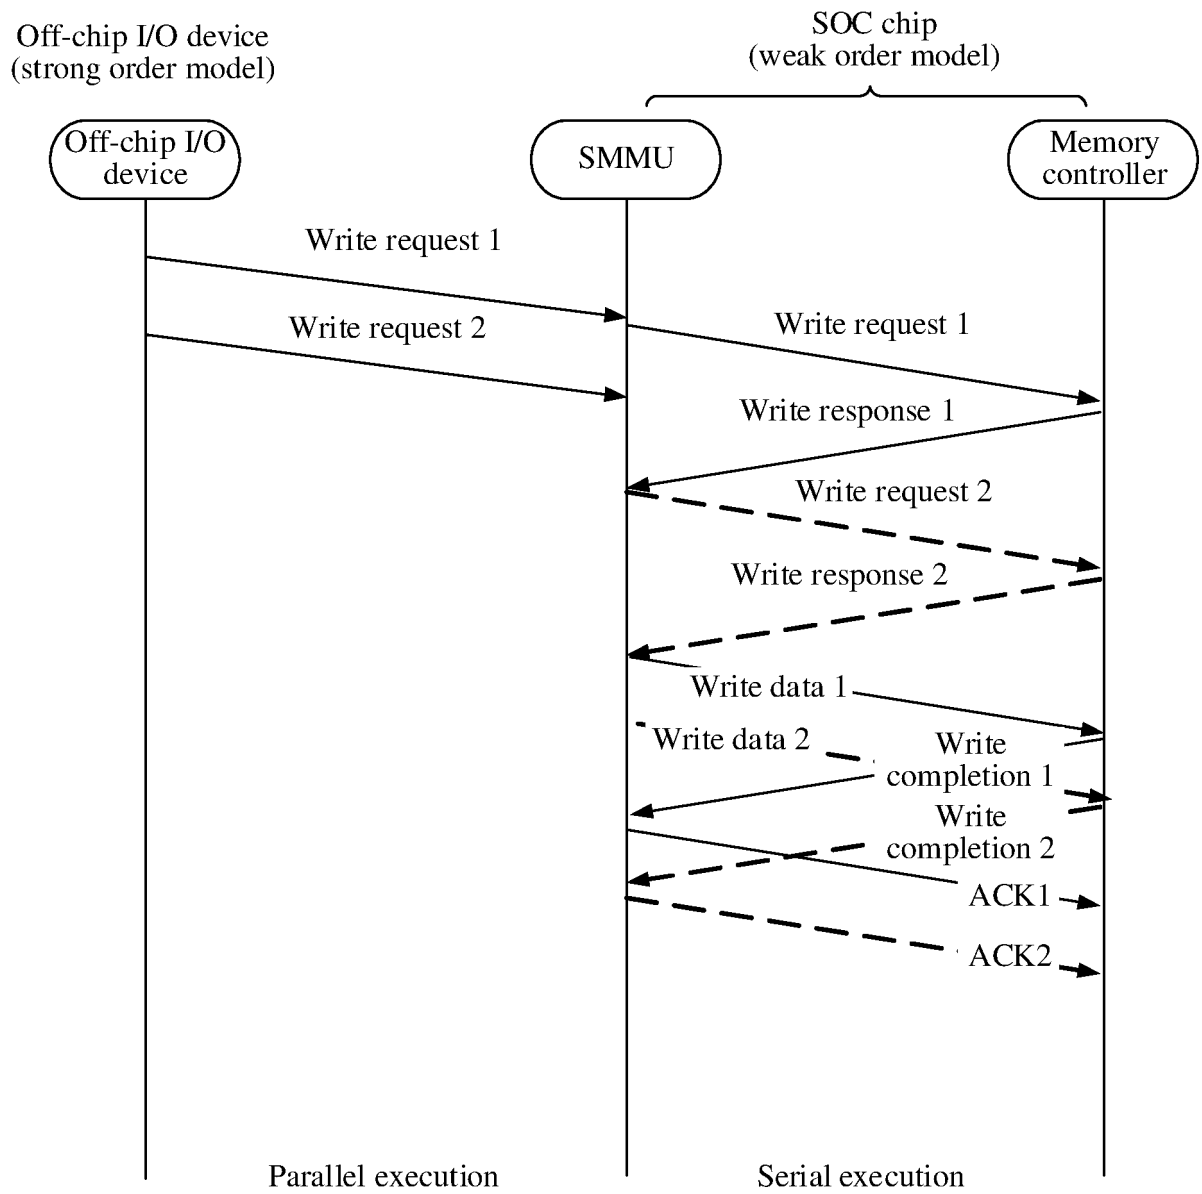 Off-chip I/O device
(strong order model)
SOC chip
(weak order model)
Off-chip I/O
device
SMMU
Memory
controller
Write request 1
Write request 2
Write request 1
Write response 1
Write request 2
Write response 2
Write data 1
Write data 2
Write
completion 1
Write
completion 2
ACK1
ACK2
Parallel execution
Serial execution